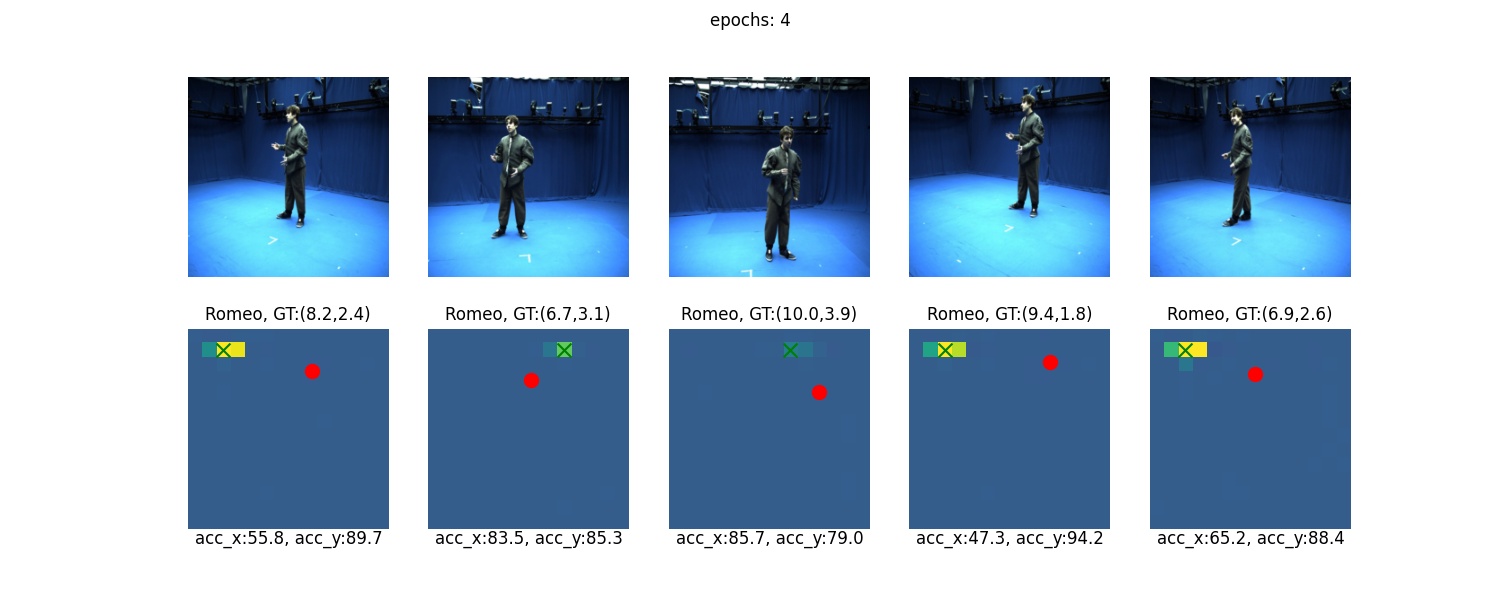 epochs: 4
Romeo, GT:(8.2,2.4)
Romeo, GT:(6.7,3.1)
Romeo, GT:(10.0,3.9)
Romeo, GT:(9.4,1.8)
Romeo, GT:(6.9,2.6)
acc_x:55.8, acc_y:89.7
acc_x:83.5, acc_y:85.3
acc_x:85.7, acc_y:79.0
acc_x:47.3, acc_y:94.2
acc_x:65.2, acc_y:88.4